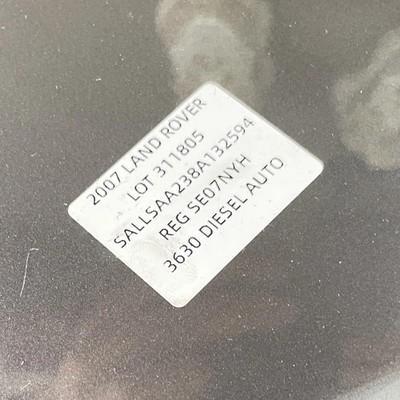 2007 LAND ROVER
LOT 311805
SALLSAA238A132594
REG SE07NYH
3630 DIESEL AUTO